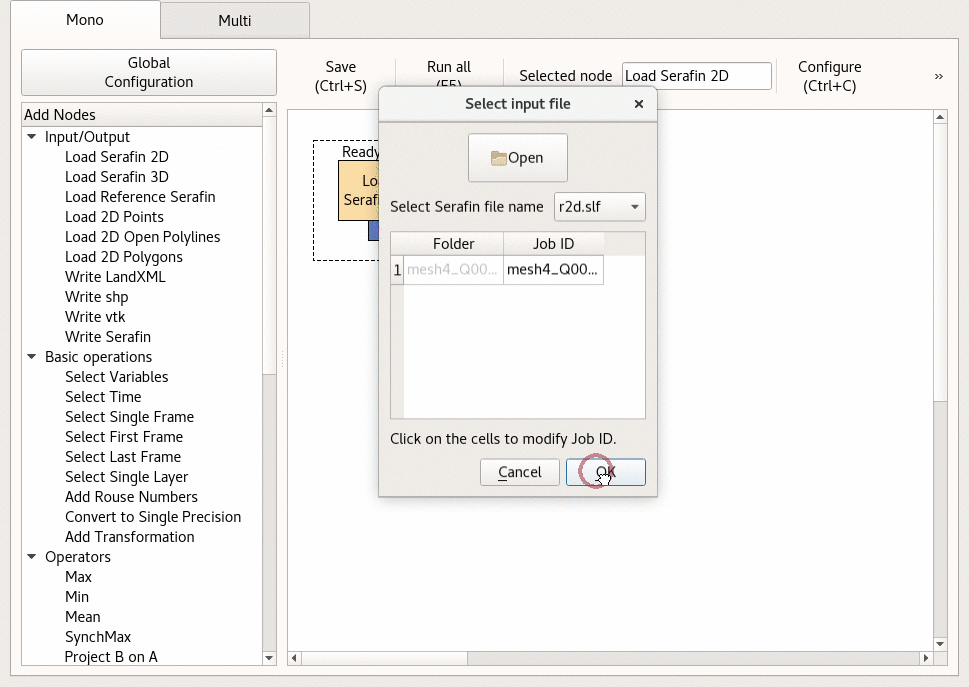 Mono
Multi
Global
Configuration
Save
(Ctrl+S)
Run all
(F5)
Selected node
Load Serafin 2D
Configure
(Ctrl+C)
»
Add Nodes
Input/Output
Load Serafin 2D
Load Serafin 3D
Load Reference Serafin
Load 2D Points
Load 2D Open Polylines
Load 2D Polygons
Write LandXML
Write shp
Write vtk
Write Serafin
Basic operations
Select Variables
Select Time
Select Single Frame
Select First Frame
Select Last Frame
Select Single Layer
Add Rouse Numbers
Convert to Single Precision
Add Transformation
Operators
Max
Min
Mean
SynchMax
Project B on A
Ready
Lo
Serafi
Select input file
Open
Select Serafin file name
r2d.slf
Folder
Job ID
1
mesh4_Q00...
mesh4_Q00...
Click on the cells to modify Job ID.
Cancel
OK